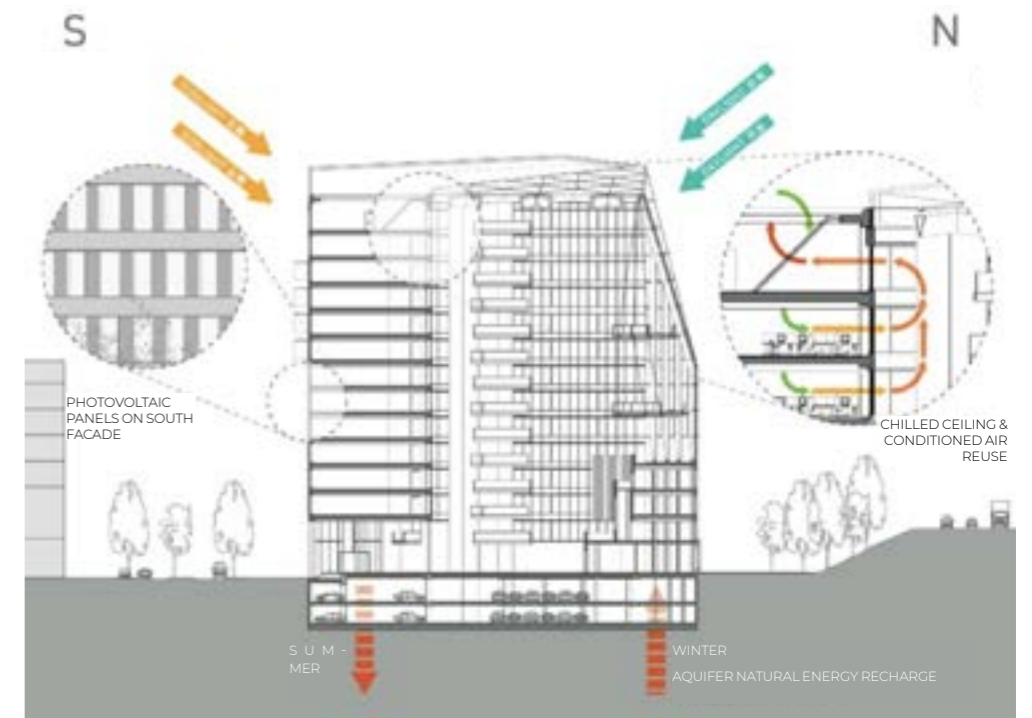 S
N
PHOTOVOLTAIC
PANELS ON SOUTH
FACADE
CHILLED CEILING &
CONDITIONED AIR
REUSE
S U M -
MER
WINTER
AQUIFER NATURAL ENERGY RECHARGE